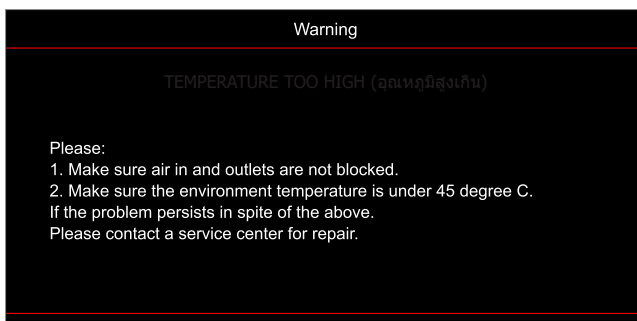 Warning
TEMPERATURE TOO HIGH (อุณหภูมิสูงเกิน)
Please:
1. Make sure air in and outlets are not blocked.
2. Make sure the environment temperature is under 45 degree C.
If the problem persists in spite of the above.
Please contact a service center for repair.